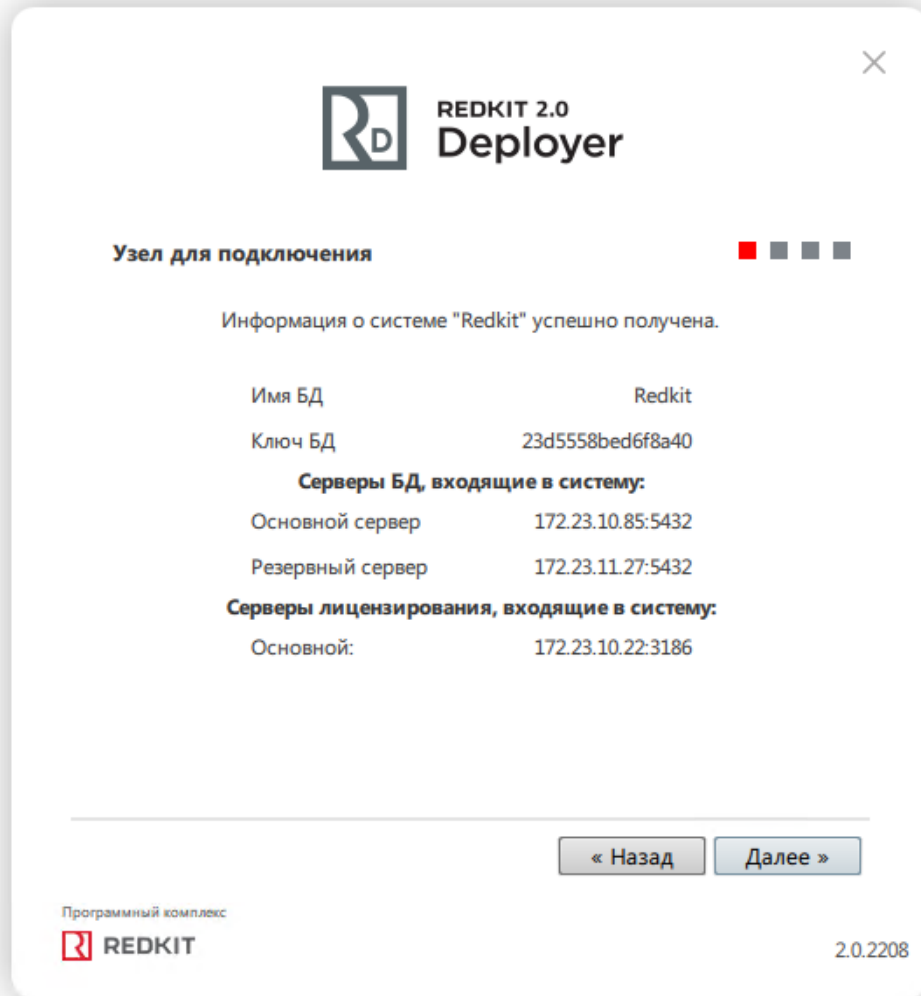 REDKIT 2.0
Deployer
Узел для подключения
Информация о системе "Redkit" успешно получена.
Имя БД Redkit
Ключ БД 23d5558bed6f8a40
Серверы БД, входящие в систему:
Основной сервер 172.23.10.85:5432
Резервный сервер 172.23.11.27:5432
Серверы лицензирования, входящие в систему:
Основной: 172.23.10.22:3186
« Назад Далее »
Программный комплекс
REDKIT
2.0.2208